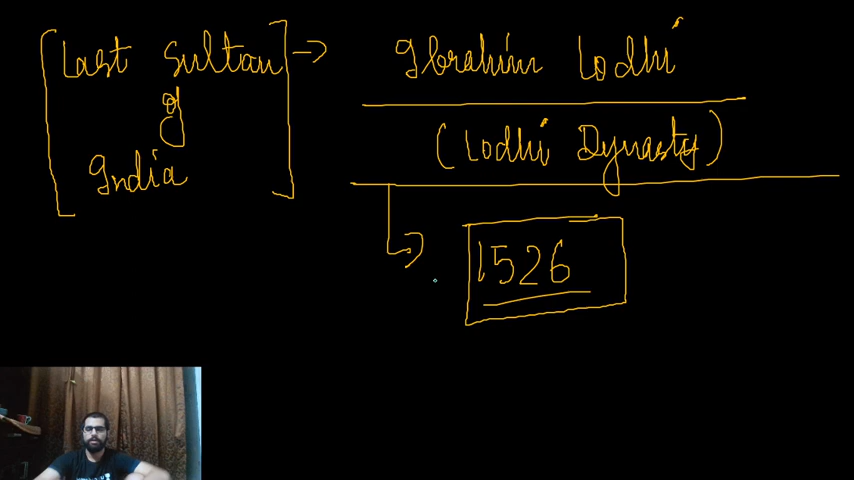 Last Sultan
of
India
Ibrahim Lodhi
(Lodhi Dynasty)
1526